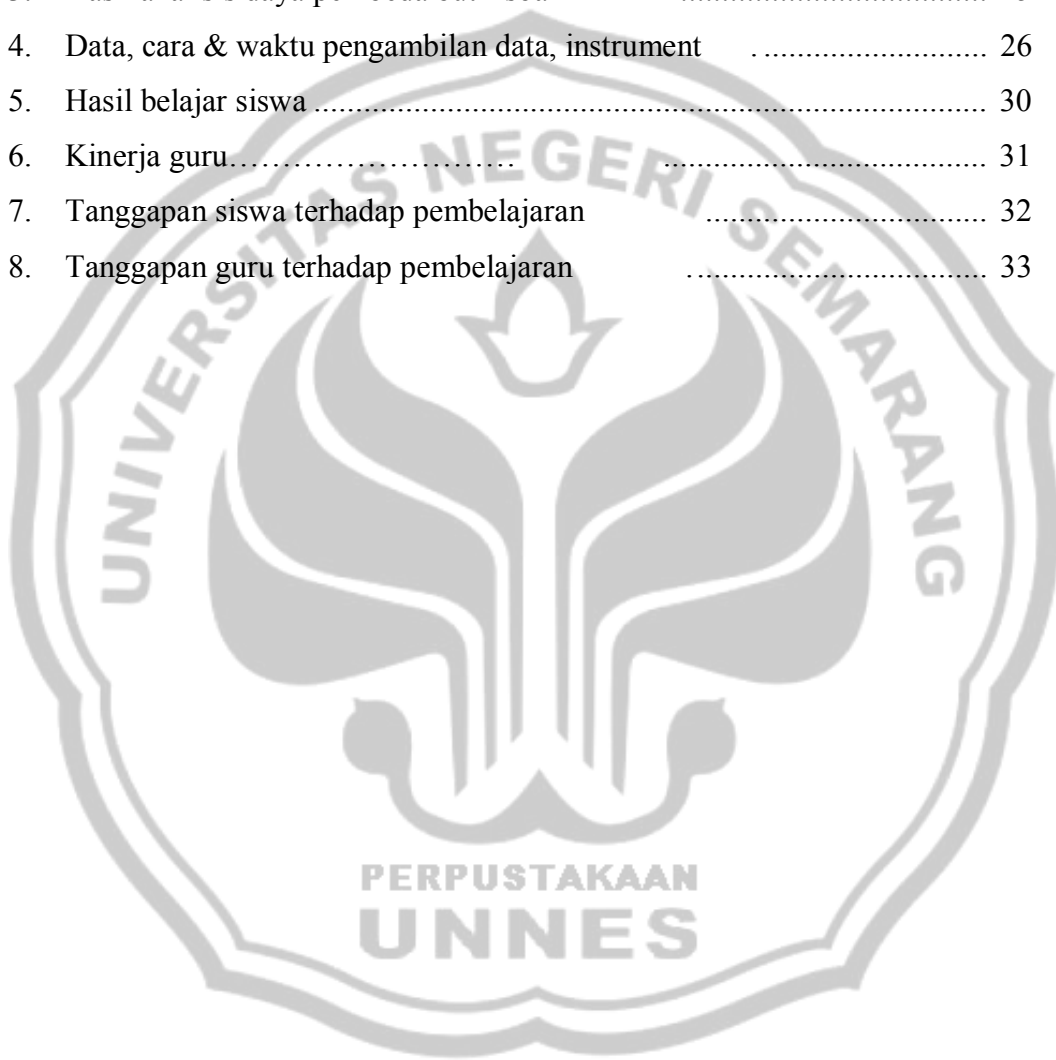 4. Data, cara & waktu pengambilan data, instrument . ......................... 26
5. Hasil belajar siswa ........................................................................... 30
6. Kinerja guru……………………… .................................... 31
7. Tanggapan siswa terhadap pembelajaran ............................... 32
8. Tanggapan guru terhadap pembelajaran . ................................ 33
UNIVERSITAS NEGERI SEMARANG
PERPUSTAKAAN
UNNES